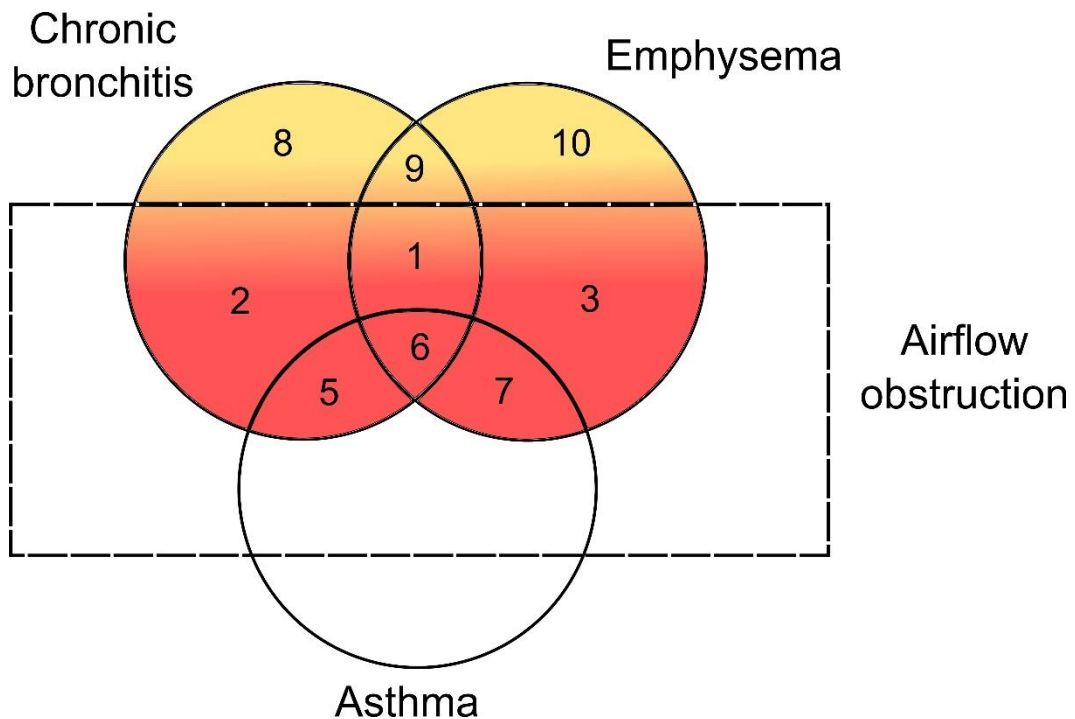 Chronic
bronchitis
Emphysema
8
9
10
1
2
3
6
5
7
Airflow
obstruction
Asthma